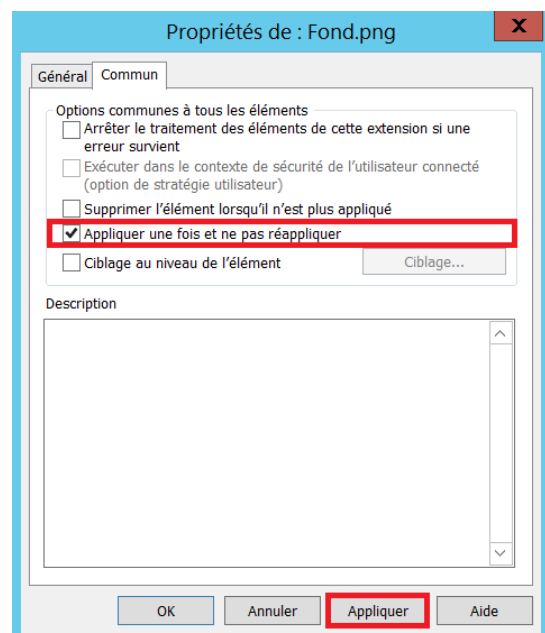 Propriétés de : Fond.png
X
Général Commun
Options communes à tous les éléments
Arrêter le traitement des éléments de cette extension si une
erreur survient
Exécuter dans le contexte de sécurité de l'utilisateur connecté
(option de stratégie utilisateur)
Supprimer l'élément lorsqu'il n'est plus appliqué
Appliquer une fois et ne pas réappliquer
Ciblage au niveau de l'élément Ciblage...
Description
OK Annuler Appliquer Aide